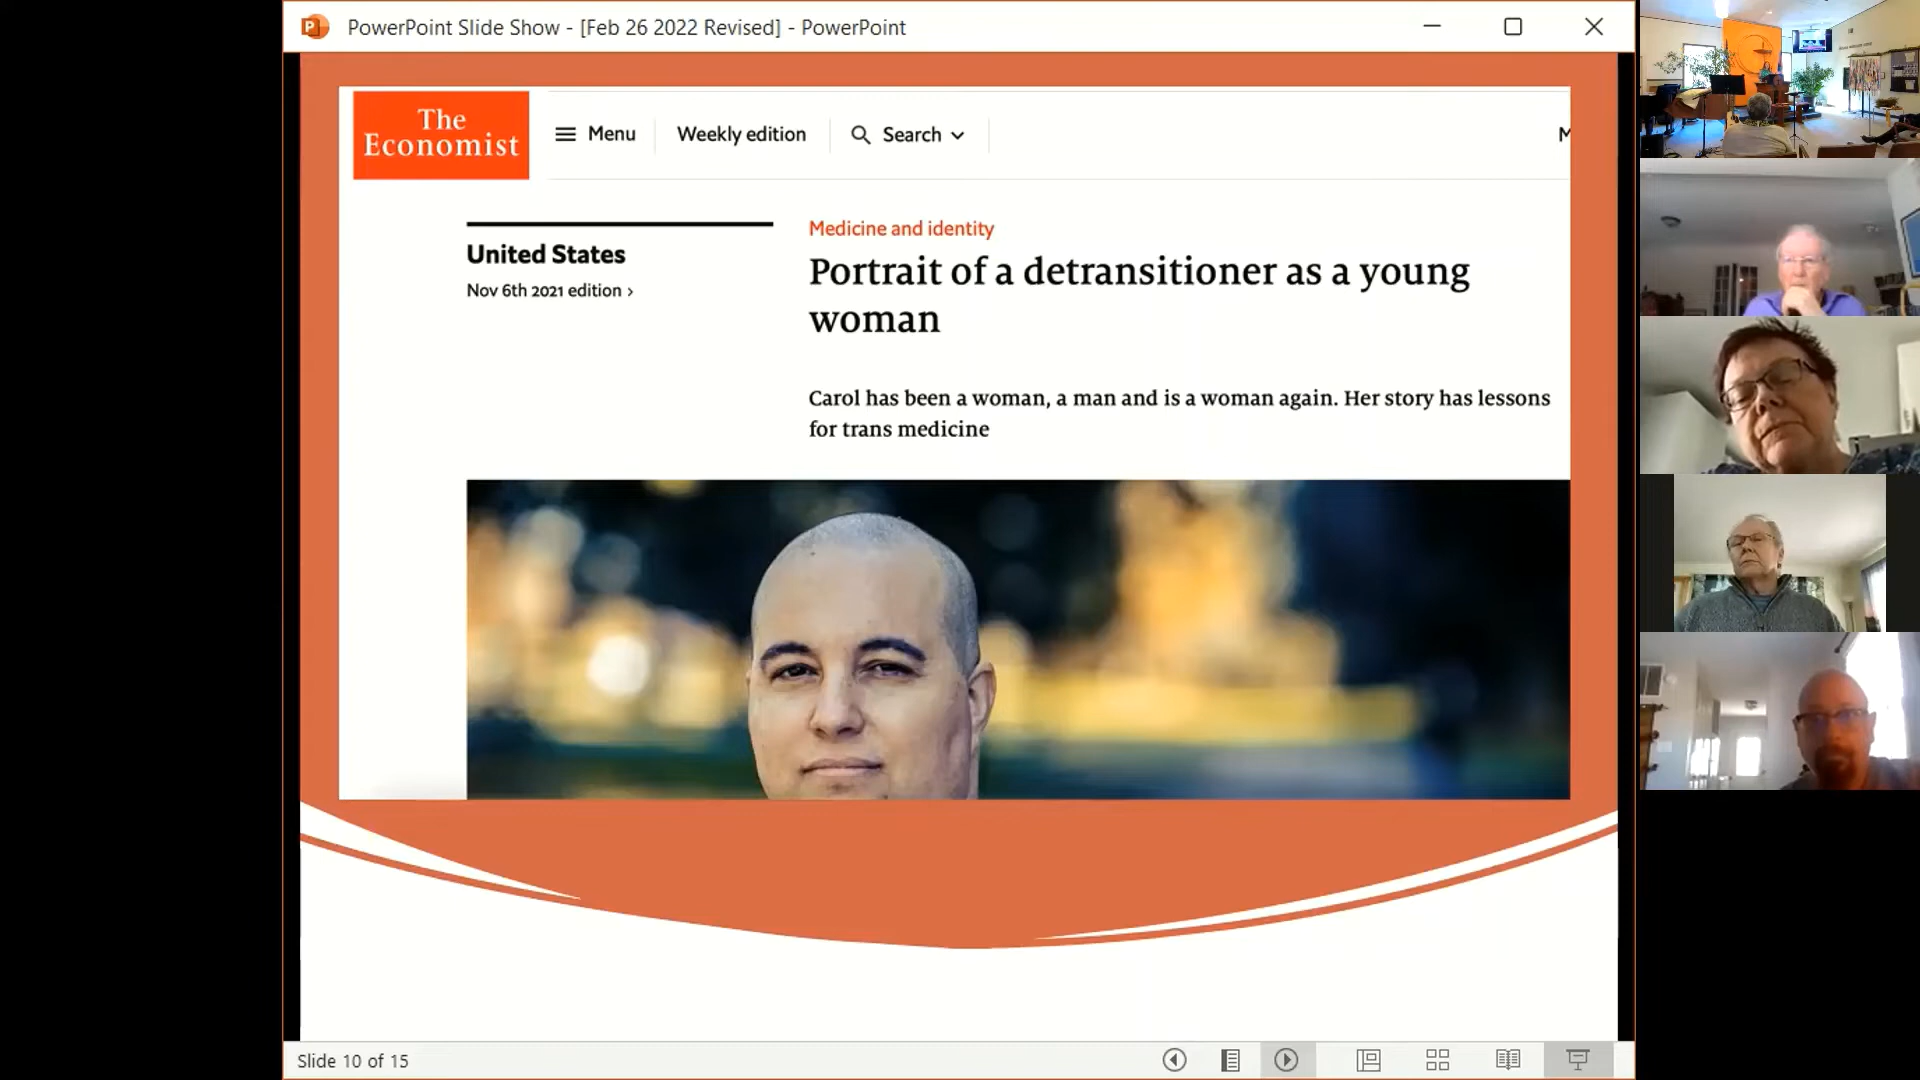 PowerPoint Slide Show - [Feb 26 2022 Revised] - PowerPoint
The
Economist
Menu
Weekly edition
Search
M
United States
Nov 6th 2021 edition ›
Medicine and identity
Portrait of a detransitioner as a young
woman
Carol has been a woman, a man and is a woman again. Her story has lessons
for trans medicine
Slide 10 of 15